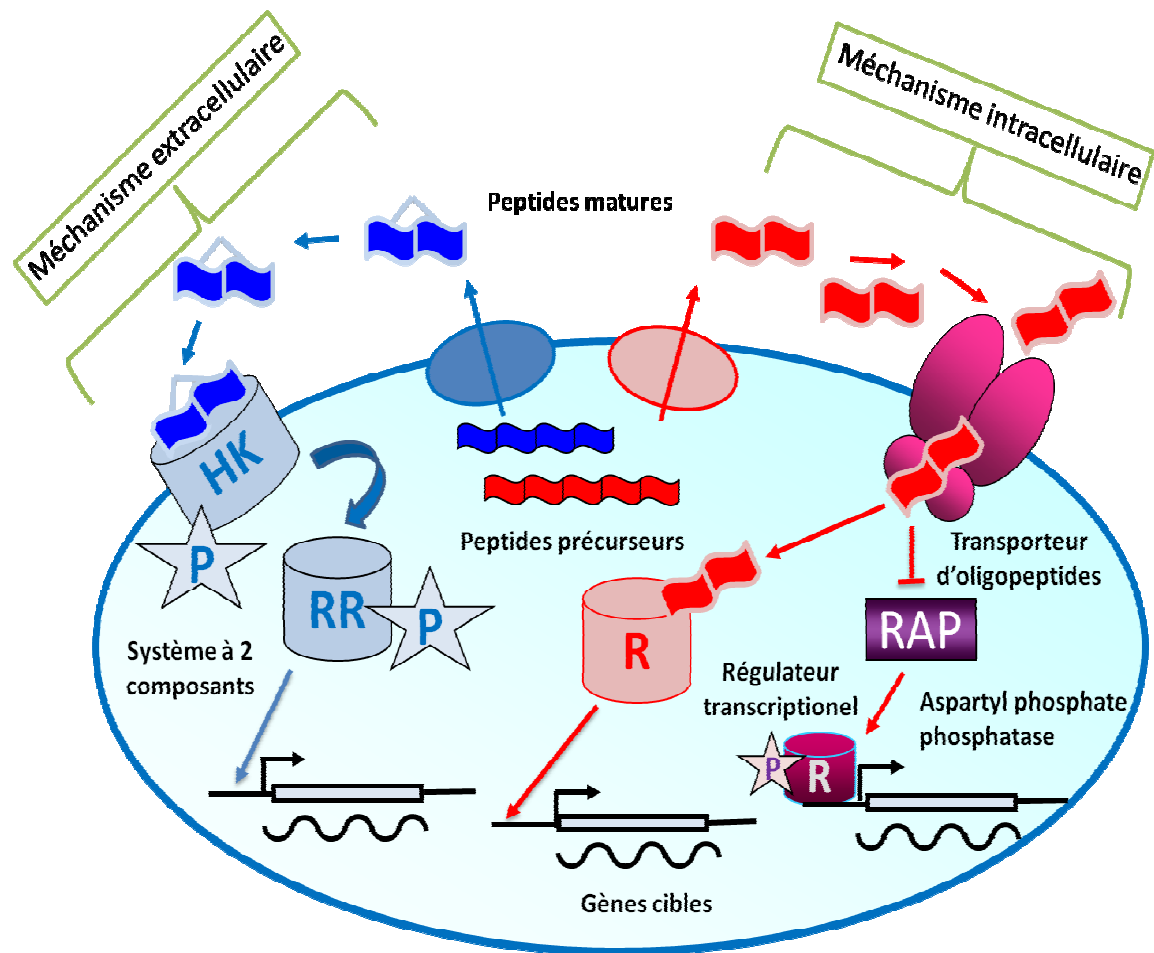 Méchanisme extracellulaire
Méchanisme intracellulaire
Peptides matures
HK
P
RR
P
Peptides précurseurs
Transporteur
d'oligopeptides
R
RAP
Système à 2
composants
Régulateur
transcriptionel
Aspartyl phosphate
phosphatase
P
R
Gènes cibles